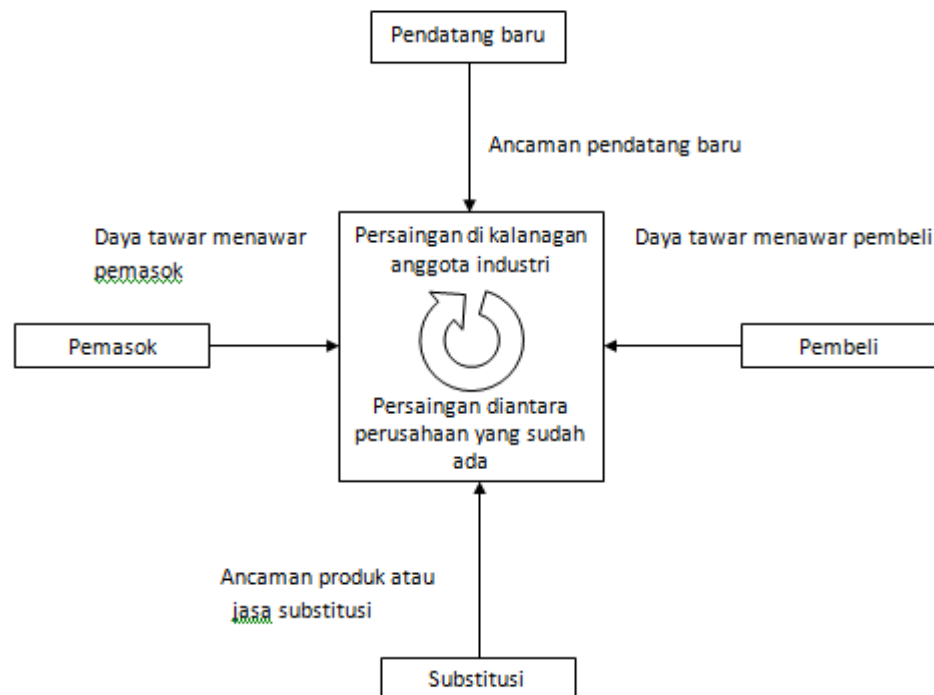 Pendatang baru
Ancaman pendatang baru
Daya tawar menawar
pemasok
Persaingan di kalanagan
anggota industri
Daya tawar menawar pembeli
Pemasok
Pembeli
Persaingan diantara
perusahaan yang sudah
ada
Ancaman produk atau
jasa substitusi
Substitusi